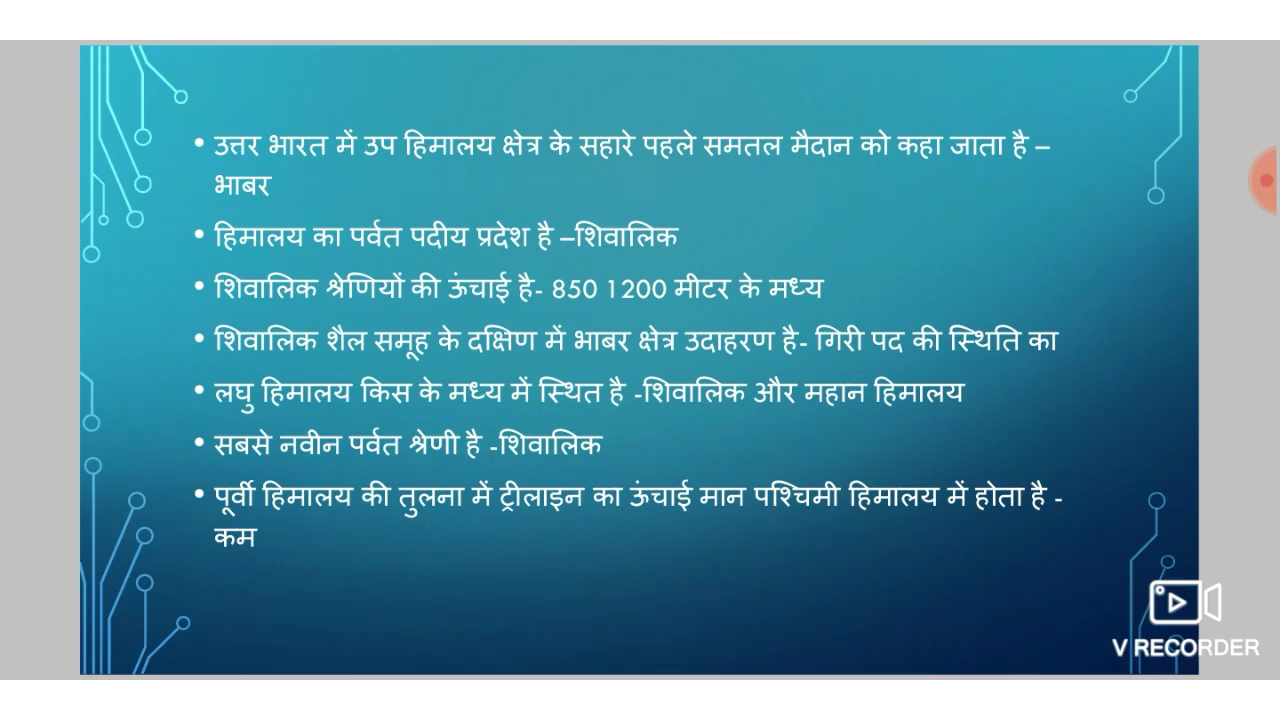 • उत्तर भारत में उप हिमालय क्षेत्र के सहारे पहले समतल मैदान को कहा जाता है –
भाबर
• हिमालय का पर्वत पदीय प्रदेश है –शिवालिक
• शिवालिक श्रेणियों की ऊंचाई है- 850 1200 मीटर के मध्य
• शिवालिक शैल समूह के दक्षिण में भाबर क्षेत्र उदाहरण है- गिरी पद की स्थिति का
• लघु हिमालय किस के मध्य में स्थित है -शिवालिक और महान हिमालय
• सबसे नवीन पर्वत श्रेणी है -शिवालिक
• पूर्वी हिमालय की तुलना में ट्रीलाइन का ऊंचाई मान पश्चिमी हिमालय में होता है -
कम
V RECORDER